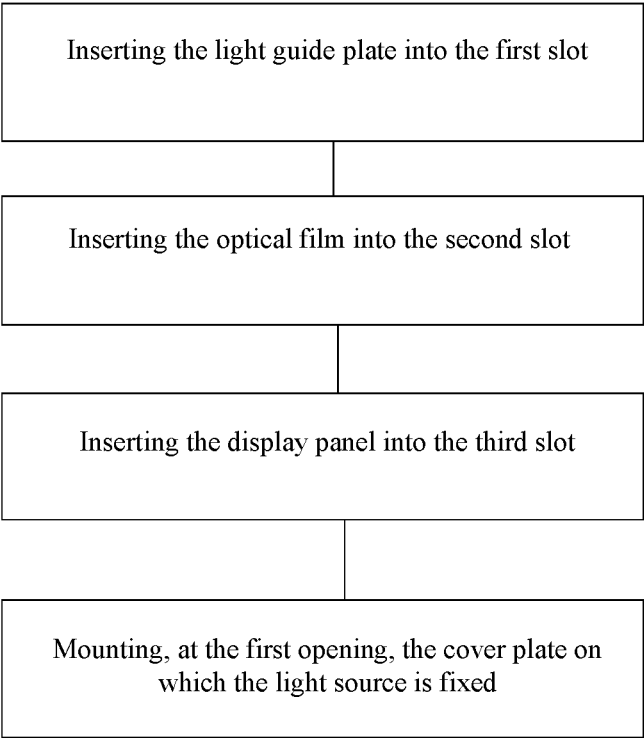 Inserting the light guide plate into the first slot
Inserting the optical film into the second slot
Inserting the display panel into the third slot
Mounting, at the first opening, the cover plate on
which the light source is fixed